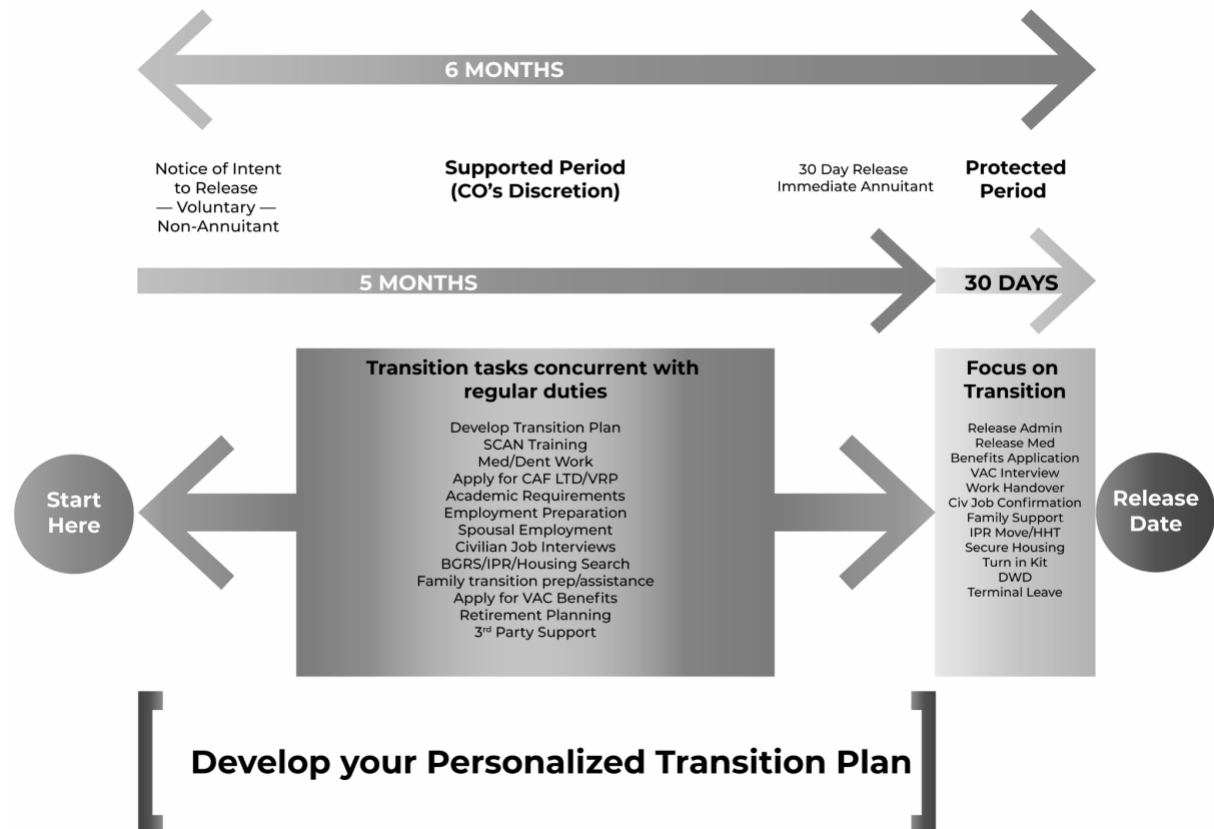 6 MONTHS
Notice of Intent
to Release
— Voluntary —
Non-Annuitant
Supported Period
(CO’s Discretion)
30 Day Release
Immediate Annuitant
Protected
Period
5 MONTHS
30 DAYS
Start
Here
Transition tasks concurrent with
regular duties
Develop Transition Plan
SCAN Training
Med/Dent Work
Apply for CAF LTD/VRP
Academic Requirements
Employment Preparation
Spousal Employment
Civilian Job Interviews
BGRS/IPR/Housing Search
Family transition prep/assistance
Apply for VAC Benefits
Retirement Planning
3rd Party Support
Focus on
Transition
Release Admin
Release Med
Benefits Application
VAC Interview
Work Handover
Civ Job Confirmation
Family Support
IPR Move/HHT
Secure Housing
Turn in Kit
DWD
Terminal Leave
Release
Date
Develop your Personalized Transition Plan